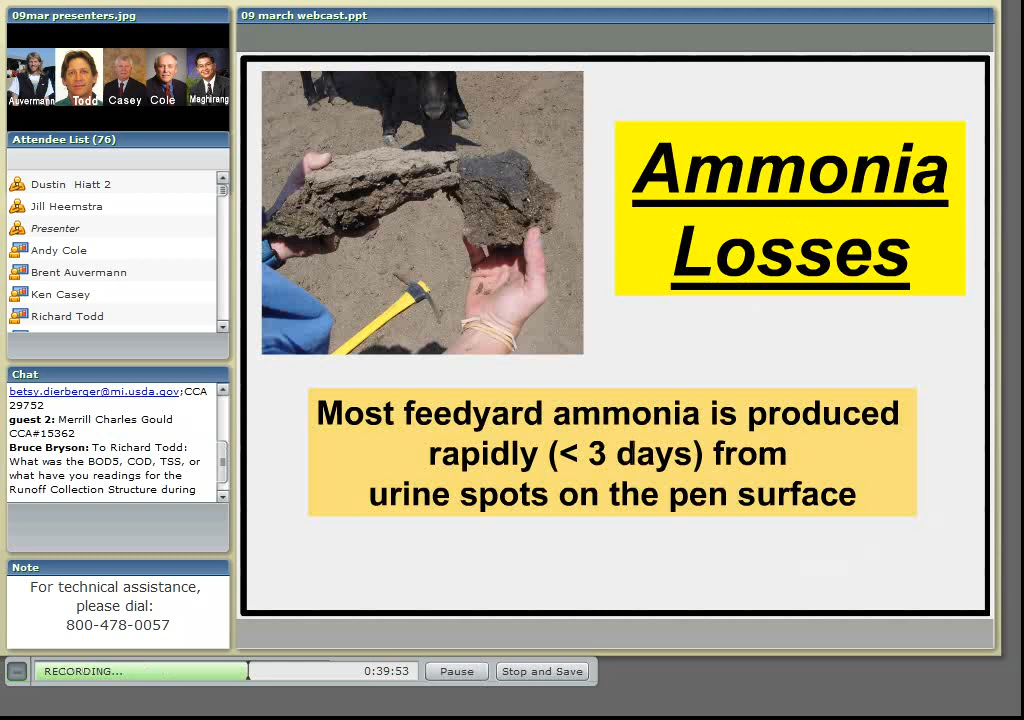 09mar presenters.jpg
Auvermann Todd Casey Cole Maghirang
Attendee List (76)
Dustin Hiatt 2
Jill Heemstra
Presenter
Andy Cole
Brent Auvermann
Ken Casey
Richard Todd
Chat
betsy.dierberger@mi.usda.gov;CCA
29752
guest 2: Merrill Charles Gould
CCA#15362
Bruce Bryson: To Richard Todd:
What was the BOD5, COD, TSS, or
what have you readings for the
Runoff Collection Structure during
Note
For technical assistance,
please dial:
800-478-0057
09 march webcast.ppt
Ammonia
Losses
Most feedyard ammonia is produced
rapidly (< 3 days) from
urine spots on the pen surface
RECORDING... 0:39:53 Pause Stop and Save